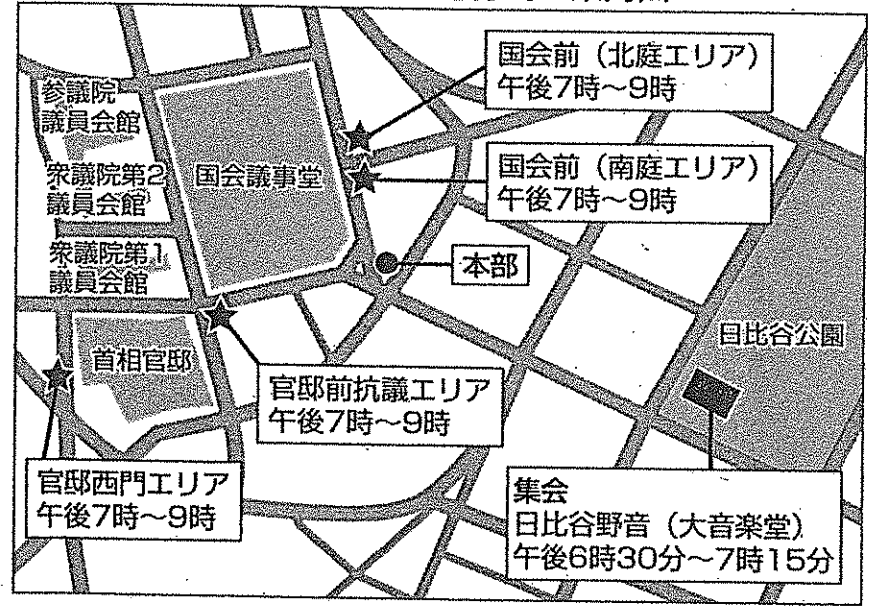 国会前（北庭エリア）
午後7時～9時
参議院
議員会館
国会前（南庭エリア）
午後7時～9時
衆議院第2
議員会館
国会議事堂
衆議院第1
議員会館
本部
日比谷公園
首相官邸
官邸前抗議エリア
午後7時～9時
官邸西門エリア
午後7時～9時
集会
日比谷野音（大音楽堂）
午後6時30分～7時15分